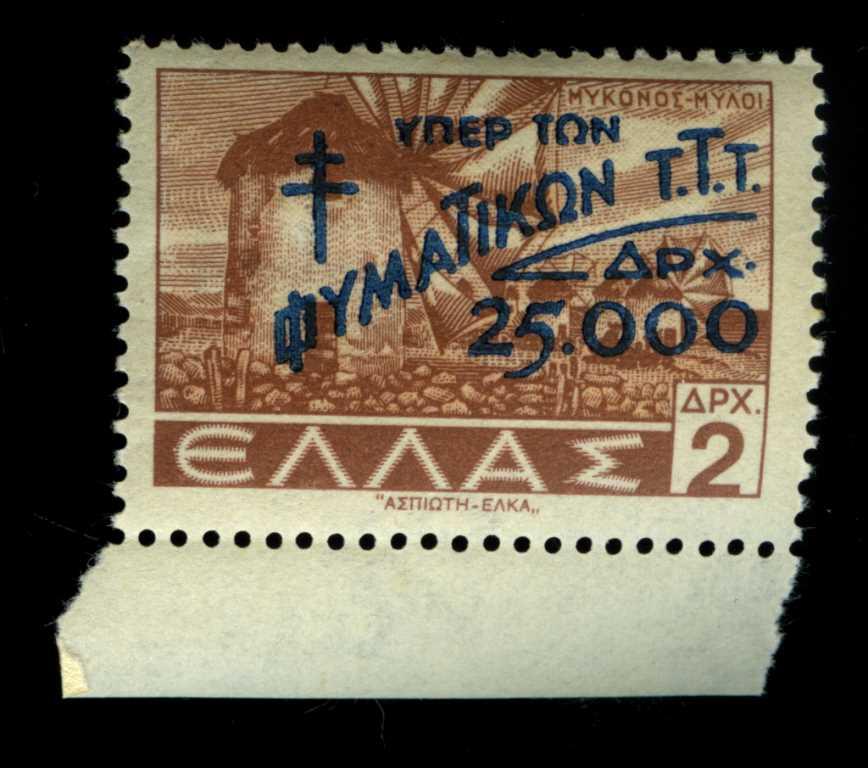 ΜΥΚΟΝΟΣ-ΜΥΛΟΙ
ΥΠΕΡ ΤΩΝ
ΦΥΜΑΤΙΚΩΝ Τ.Τ.Τ.
ΔΡΧ.
25.000
ΔΡΧ.
2
ΕΛΛΑΣ
"ΑΣΠΙΩΤΗ-ΕΛΚΑ„